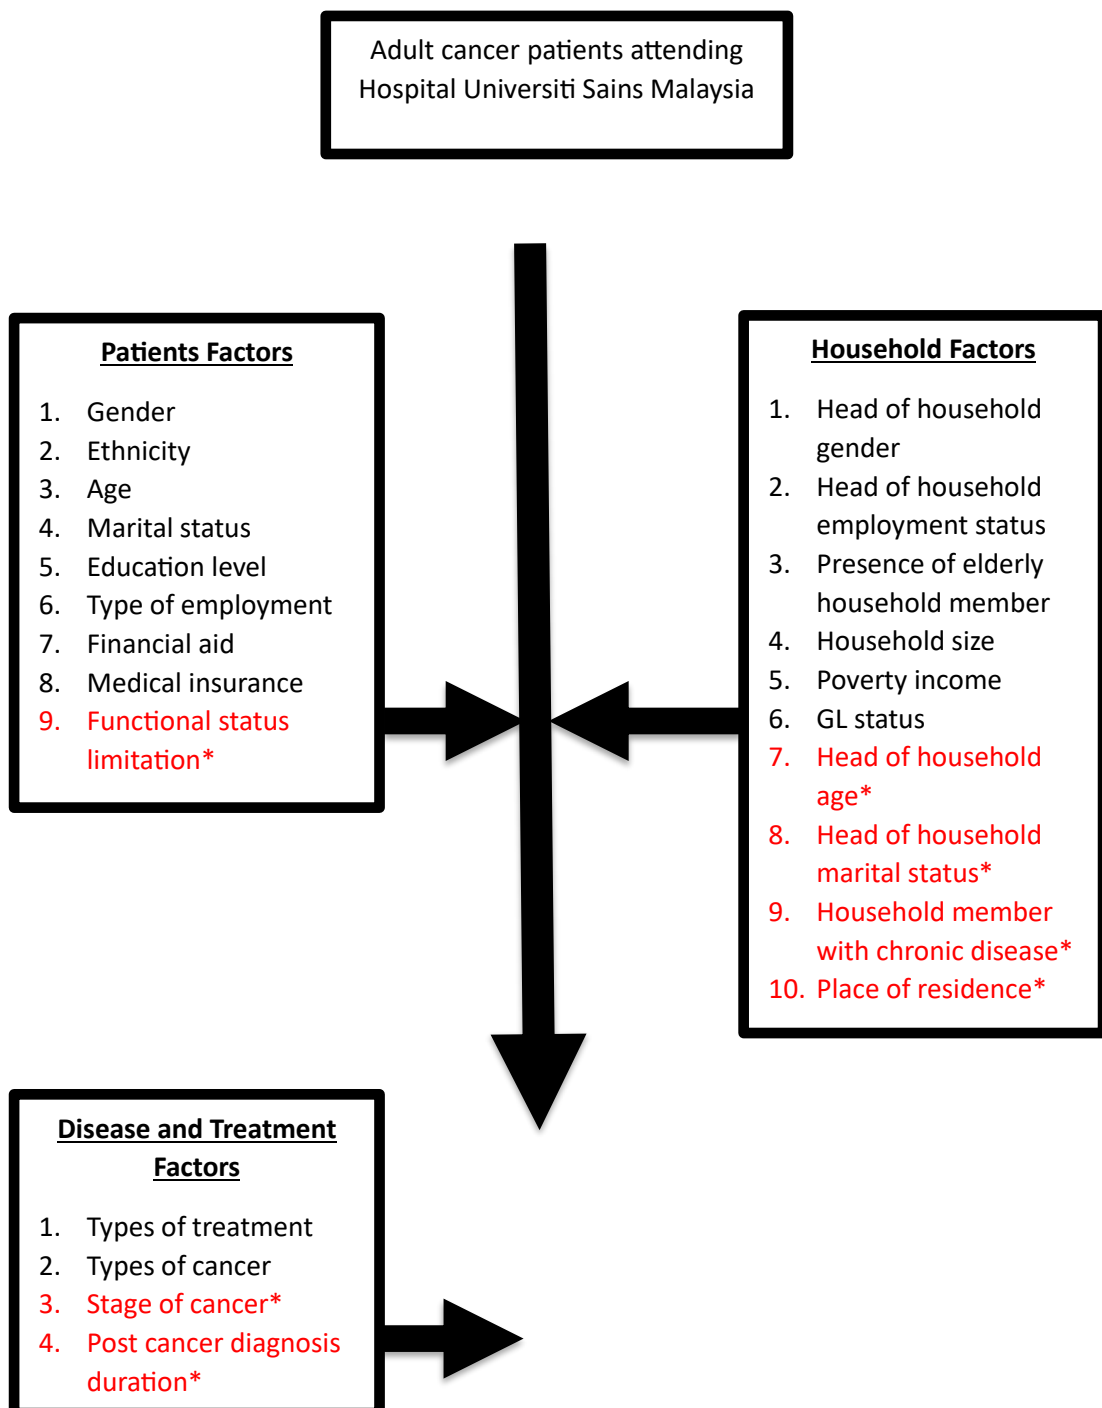 Adult cancer patients attending
Hospital Universiti Sains Malaysia
Patients Factors
1. Gender
2. Ethnicity
3. Age
4. Marital status
5. Education level
6. Type of employment
7. Financial aid
8. Medical insurance
9. Functional status
limitation*
Household Factors
1. Head of household
gender
2. Head of household
employment status
3. Presence of elderly
household member
4. Household size
5. Poverty income
6. GL status
7. Head of household
age*
8. Head of household
marital status*
9. Household member
with chronic disease*
10. Place of residence*
Disease and Treatment
Factors
1. Types of treatment
2. Types of cancer
3. Stage of cancer*
4. Post cancer diagnosis
duration*